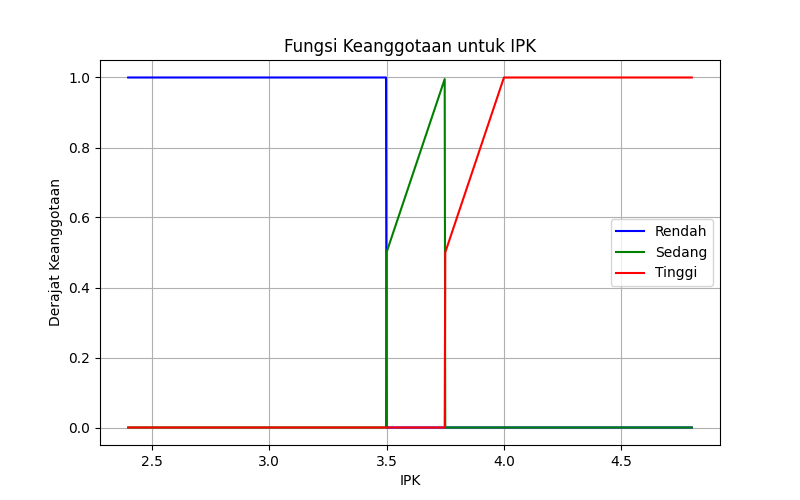 Fungsi Keanggotaan untuk IPK
1.0
0.8
0.6
0.4
0.2
0.0
Derajat Keanggotaan
Rendah
Sedang
Tinggi
2.5 3.0 3.5 4.0 4.5
IPK